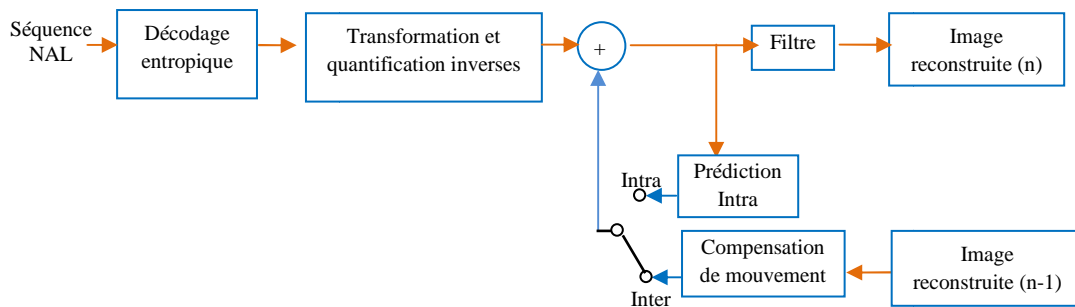 Séquence
NAL
Décodage
entropique
Transformation et
quantification inverses
+
Filtre
Image
reconstruite (n)
Intra
Prédiction
Intra
Compensation
de mouvement
Image
reconstruite (n-1)
Inter